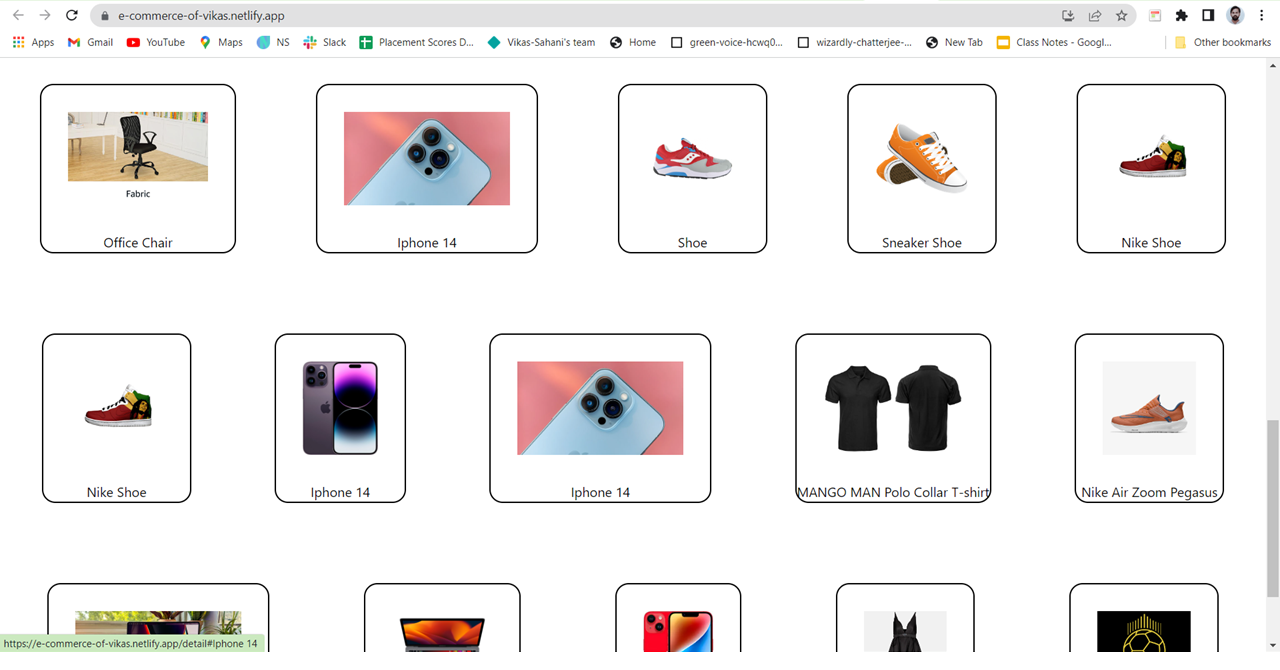 e-commerce-of-vikas.netlify.app
Apps Gmail YouTube Maps NS Slack Placement Scores D... Vikas-Sahani's team Home green-voice-hcwq0... wizardly-chatterjee-... New Tab Class Notes - Googl... Other bookmarks
Fabric
Office Chair Iphone 14 Shoe Sneaker Shoe Nike Shoe
Nike Shoe Iphone 14 Iphone 14 MANGO MAN Polo Collar T-shirt Nike Air Zoom Pegasus
https://e-commerce-of-vikas.netlify.app/detail#Iphone 14